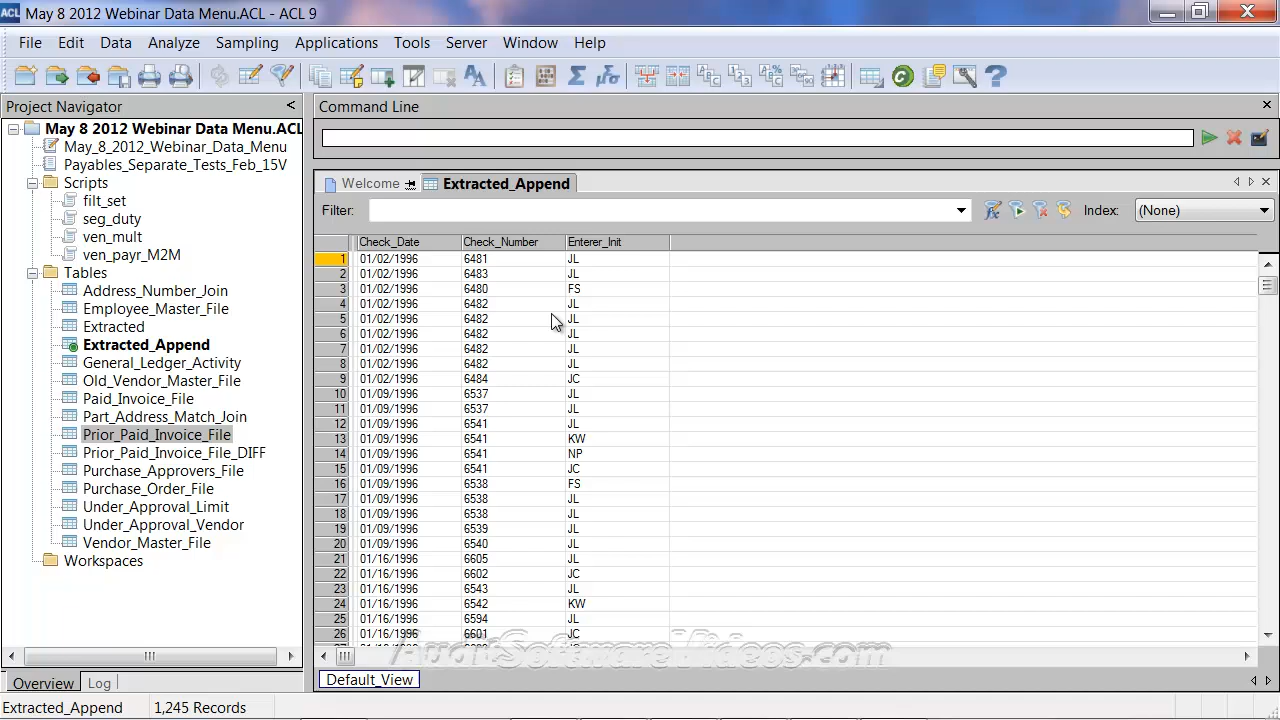 May 8 2012 Webinar Data Menu.ACL - ACL 9
File Edit Data Analyze Sampling Applications Tools Server Window Help
Project Navigator <
May 8 2012 Webinar Data Menu.ACL
May_8_2012_Webinar_Data_Menu
Payables_Separate_Tests_Feb_15V
Scripts
filt_set
seg_duty
ven_mult
ven_payr_M2M
Tables
Address_Number_Join
Employee_Master_File
Extracted
Extracted_Append
General_Ledger_Activity
Old_Vendor_Master_File
Paid_Invoice_File
Part_Address_Match_Join
Prior_Paid_Invoice_File
Prior_Paid_Invoice_File_DIFF
Purchase_Approvers_File
Purchase_Order_File
Under_Approval_Limit
Under_Approval_Vendor
Vendor_Master_File
Workspaces
Overview Log
Command Line
Welcome Extracted_Append
Filter: Index: (None)
Check_Date Check_Number Enterer_Init
1 01/02/1996 6481 JL
2 01/02/1996 6483 JL
3 01/02/1996 6480 FS
4 01/02/1996 6482 JL
5 01/02/1996 6482 JL
6 01/02/1996 6482 JL
7 01/02/1996 6482 JL
8 01/02/1996 6482 JL
9 01/02/1996 6484 JC
10 01/09/1996 6537 JL
11 01/09/1996 6537 JL
12 01/09/1996 6541 JL
13 01/09/1996 6541 KW
14 01/09/1996 6541 NP
15 01/09/1996 6541 JC
16 01/09/1996 6538 FS
17 01/09/1996 6538 JL
18 01/09/1996 6538 JL
19 01/09/1996 6539 JL
20 01/09/1996 6540 JL
21 01/16/1996 6605 JL
22 01/16/1996 6602 JC
23 01/16/1996 6543 JL
24 01/16/1996 6542 KW
25 01/16/1996 6594 JL
26 01/16/1996 6601 JC
AuditSoftwareVideos.com
Default_View
Extracted_Append 1,245 Records